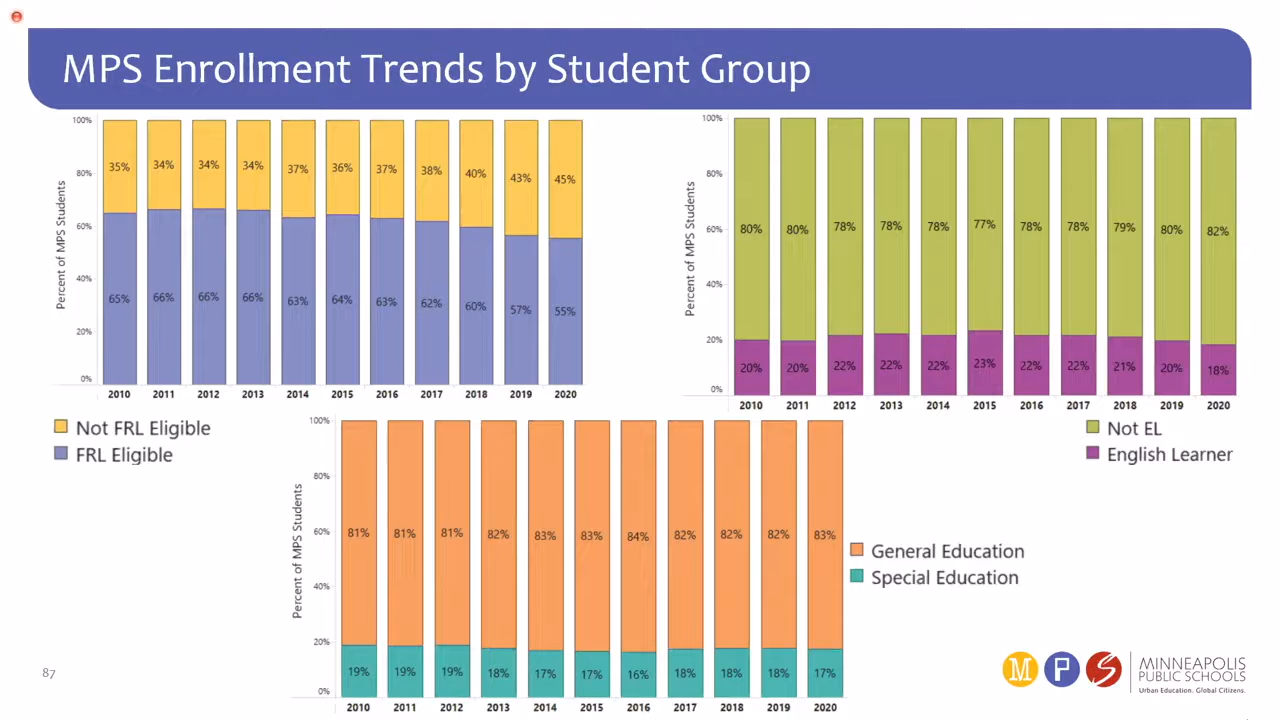 MPS Enrollment Trends by Student Group
Percent of MPS Students
100%
80%
60%
40%
20%
0%
35% 34% 34% 34% 37% 36% 37% 38% 40% 43% 45%
65% 66% 66% 66% 63% 64% 63% 62% 60% 57% 55%
2010 2011 2012 2013 2014 2015 2016 2017 2018 2019 2020
Not FRL Eligible
FRL Eligible
Percent of MPS Students
100%
80%
60%
40%
20%
0%
80% 80% 78% 78% 78% 77% 78% 78% 79% 80% 82%
20% 20% 22% 22% 22% 23% 22% 22% 21% 20% 18%
2010 2011 2012 2013 2014 2015 2016 2017 2018 2019 2020
Not EL
English Learner
Percent of MPS Students
100%
80%
60%
40%
20%
0%
81% 81% 81% 82% 83% 83% 84% 82% 82% 82% 83%
19% 19% 19% 18% 17% 17% 16% 18% 18% 18% 17%
2010 2011 2012 2013 2014 2015 2016 2017 2018 2019 2020
General Education
Special Education
87
M P S
MINNEAPOLIS
PUBLIC SCHOOLS
Urban Education. Global Citizens.